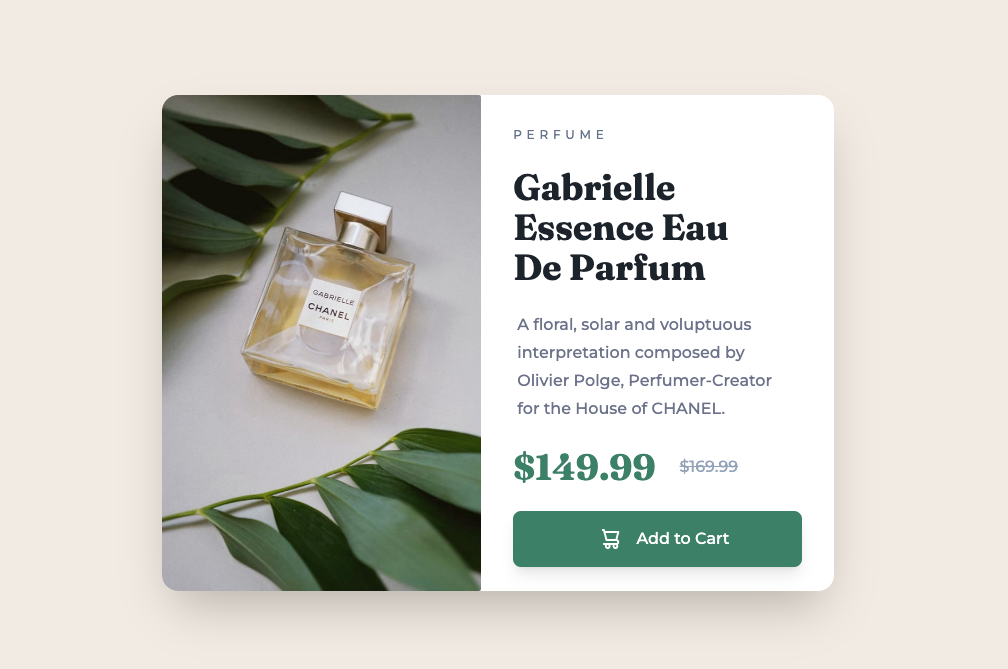 GABRIELLE
CHANEL
PARIS
PERFUME
Gabrielle
Essence Eau
De Parfum
A floral, solar and voluptuous
interpretation composed by
Olivier Polge, Perfumer-Creator
for the House of CHANEL.
$149.99 $169.99
Add to Cart